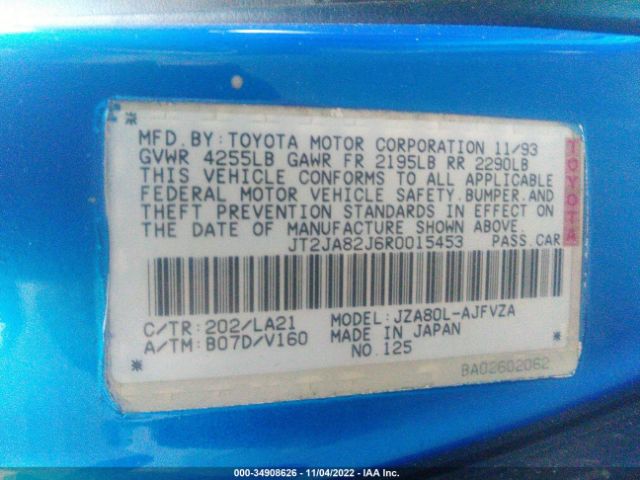 MFD. BY: TOYOTA MOTOR CORPORATION 11/93
GVWR 4255LB GAWR FR 2195LB RR 2290LB
THIS VEHICLE CONFORMS TO ALL APPLICABLE
FEDERAL MOTOR VEHICLE SAFETY, BUMPER, AND
THEFT PREVENTION STANDARDS IN EFFECT ON
THE DATE OF MANUFACTURE SHOWN ABOVE.
JT2JA82J6R0015453 PASS. CAR
TOYOTA
C/TR: 202/LA21 MODEL: JZA80L-AJFVZA
A/TM: B07D/V160 MADE IN JAPAN
NO. 125
BA02602062
000-34908626 - 11/04/2022 - IAA Inc.